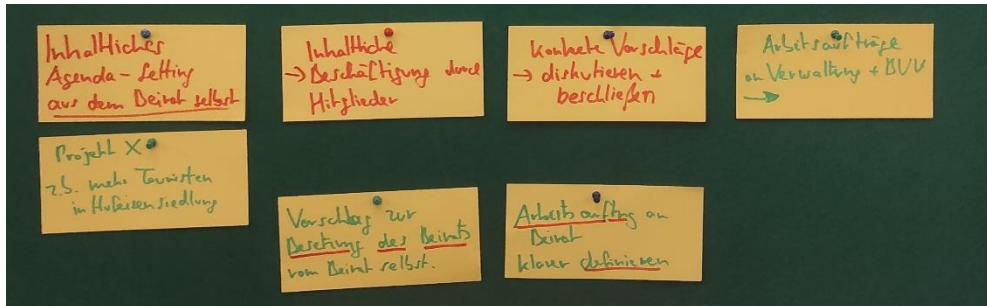 Inhaltliches
Agenda-Setting
aus dem Beirat selbst
Inhaltliche
→ Beschäftigung durch
Mitglieder
Konkrete Vorschläge
→ diskutieren +
beschließen
Arbeitsaufträge
an Verwaltung + BVV
→
Projekt X
z.B. mehr Touristen
in Hufeisensiedlung
Vorschlag zur
Besetzung des Beirats
vom Beirat selbst.
Arbeitsauftrag an
Beirat
klarer definieren